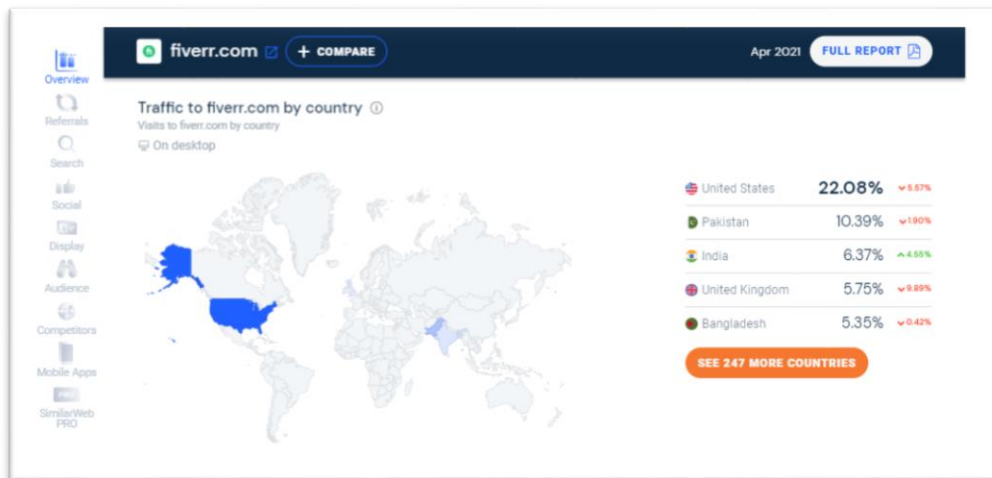 fiverr.com
+ COMPARE
Apr 2021
FULL REPORT
Overview
Referrals
Search
Social
Display
Audience
Competitors
Mobile Apps
PRO
SimilarWeb
PRO
Traffic to fiverr.com by country
Visits to fiverr.com by country
On desktop
United States 22.08% 5.57%
Pakistan 10.39% 1.90%
India 6.37% 4.55%
United Kingdom 5.75% 9.89%
Bangladesh 5.35% 0.42%
SEE 247 MORE COUNTRIES